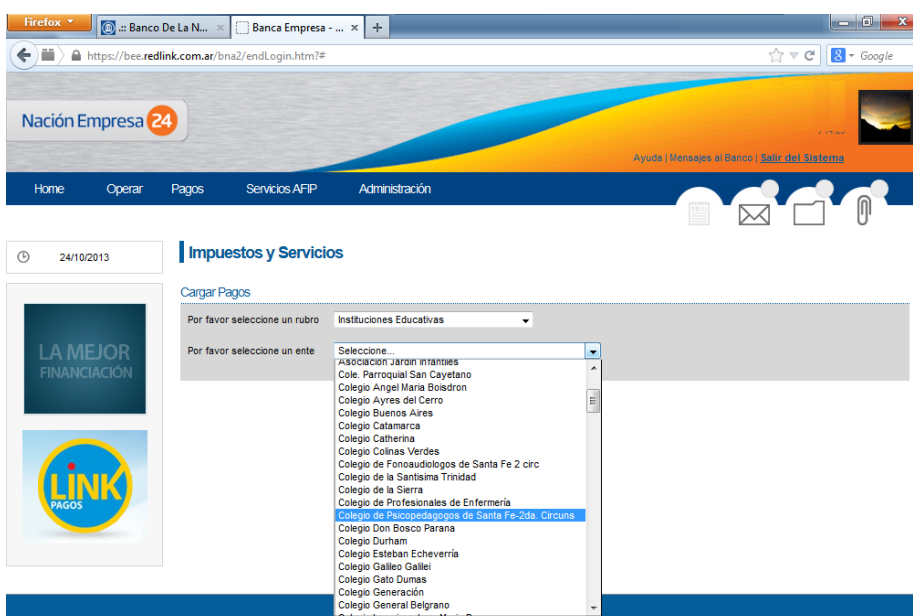 Firefox
.:: Banco De La N... ×
Banca Empresa - ... × +
https://bee.redlink.com.ar/bna2/endLogin.htm?#
Google
Nación Empresa 24
Ayuda | Mensajes al Banco | Salir del Sistema
Home Operar Pagos Servicios AFIP Administración
24/10/2013
Impuestos y Servicios
Cargar Pagos
Por favor seleccione un rubro Instituciones Educativas
Por favor seleccione un ente Seleccione...
LA MEJOR
FINANCIACIÓN
LINK
PAGOS
Asociacion Jardin Infantiles
Cole. Parroquial San Cayetano
Colegio Angel Maria Boisdron
Colegio Ayres del Cerro
Colegio Buenos Aires
Colegio Catamarca
Colegio Catherina
Colegio Colinas Verdes
Colegio de Fonoaudiologos de Santa Fe 2 circ
Colegio de la Santisima Trinidad
Colegio de la Sierra
Colegio de Profesionales de Enfermería
Colegio de Psicopedagogos de Santa Fe-2da. Circuns
Colegio Don Bosco Parana
Colegio Durham
Colegio Esteban Echeverría
Colegio Galileo Galilei
Colegio Gato Dumas
Colegio Generación
Colegio General Belgrano